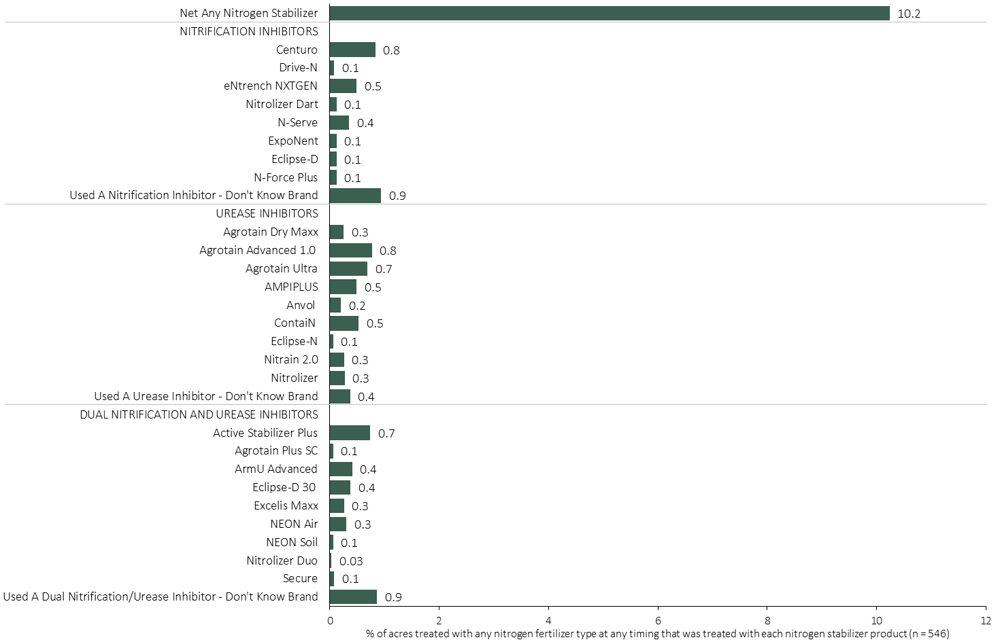 Net Any Nitrogen Stabilizer 10.2
NITRIFICATION INHIBITORS
Centuro 0.8
Drive-N 0.1
eNtrench NXTGEN 0.5
Nitrolizer Dart 0.1
N-Serve 0.4
ExpoNent 0.1
Eclipse-D 0.1
N-Force Plus 0.1
Used A Nitrification Inhibitor - Don't Know Brand 0.9
UREASE INHIBITORS
Agrotain Dry Maxx 0.3
Agrotain Advanced 1.0 0.8
Agrotain Ultra 0.7
AMPIPLUS 0.5
Anvol 0.2
ContaiN 0.5
Eclipse-N 0.1
Nitrain 2.0 0.3
Nitrolizer 0.3
Used A Urease Inhibitor - Don't Know Brand 0.4
DUAL NITRIFICATION AND UREASE INHIBITORS
Active Stabilizer Plus 0.7
Agrotain Plus SC 0.1
ArmU Advanced 0.4
Eclipse-D 30 0.4
Excelis Maxx 0.3
NEON Air 0.3
NEON Soil 0.1
Nitrolizer Duo 0.03
Secure 0.1
Used A Dual Nitrification/Urease Inhibitor - Don't Know Brand 0.9
0 2 4 6 8 10 12
% of acres treated with any nitrogen fertilizer type at any timing that was treated with each nitrogen stabilizer product (n = 546)